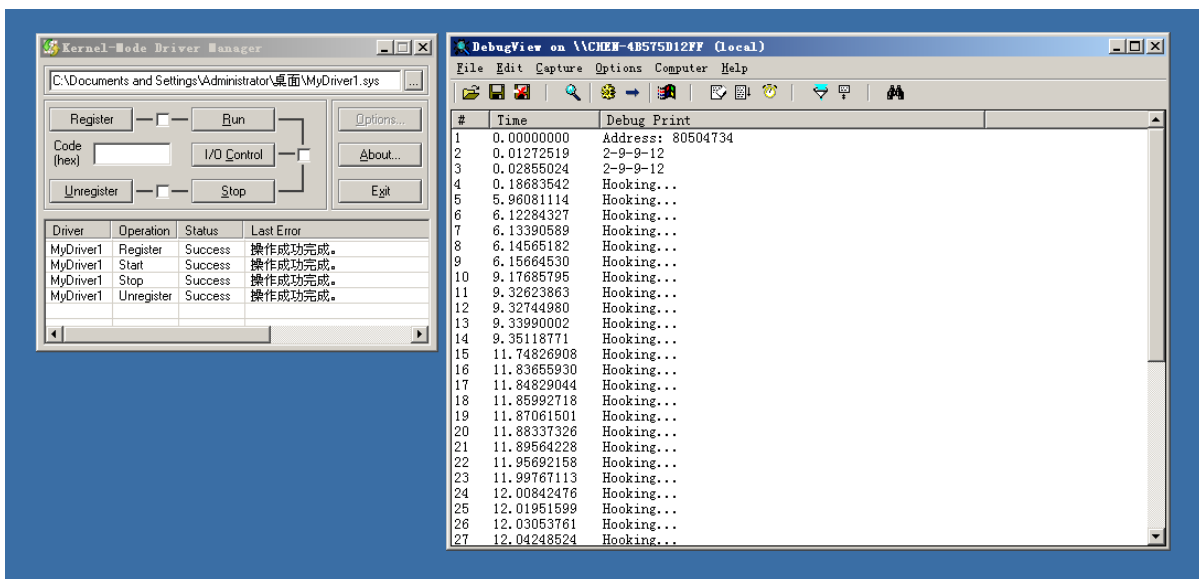 Kernel-Mode Driver Manager
C:\Documents and Settings\Administrator\桌面\MyDriver1.sys ...
Register Run Options...
Code
(hex) I/O Control About...
Unregister Stop Exit
Driver Operation Status Last Error
MyDriver1 Register Success 操作成功完成。
MyDriver1 Start Success 操作成功完成。
MyDriver1 Stop Success 操作成功完成。
MyDriver1 Unregister Success 操作成功完成。
DebugView on \\CHEN-4B575D12FF (local)
File Edit Capture Options Computer Help
# Time Debug Print
1 0.00000000 Address: 80504734
2 0.01272519 2-9-9-12
3 0.02855024 2-9-9-12
4 0.18683542 Hooking...
5 5.96081114 Hooking...
6 6.12284327 Hooking...
7 6.13390589 Hooking...
8 6.14565182 Hooking...
9 6.15664530 Hooking...
10 9.17685795 Hooking...
11 9.32623863 Hooking...
12 9.32744980 Hooking...
13 9.33990002 Hooking...
14 9.35118771 Hooking...
15 11.74826908 Hooking...
16 11.83655930 Hooking...
17 11.84829044 Hooking...
18 11.85992718 Hooking...
19 11.87061501 Hooking...
20 11.88337326 Hooking...
21 11.89564228 Hooking...
22 11.95692158 Hooking...
23 11.99767113 Hooking...
24 12.00842476 Hooking...
25 12.01951599 Hooking...
26 12.03053761 Hooking...
27 12.04248524 Hooking...